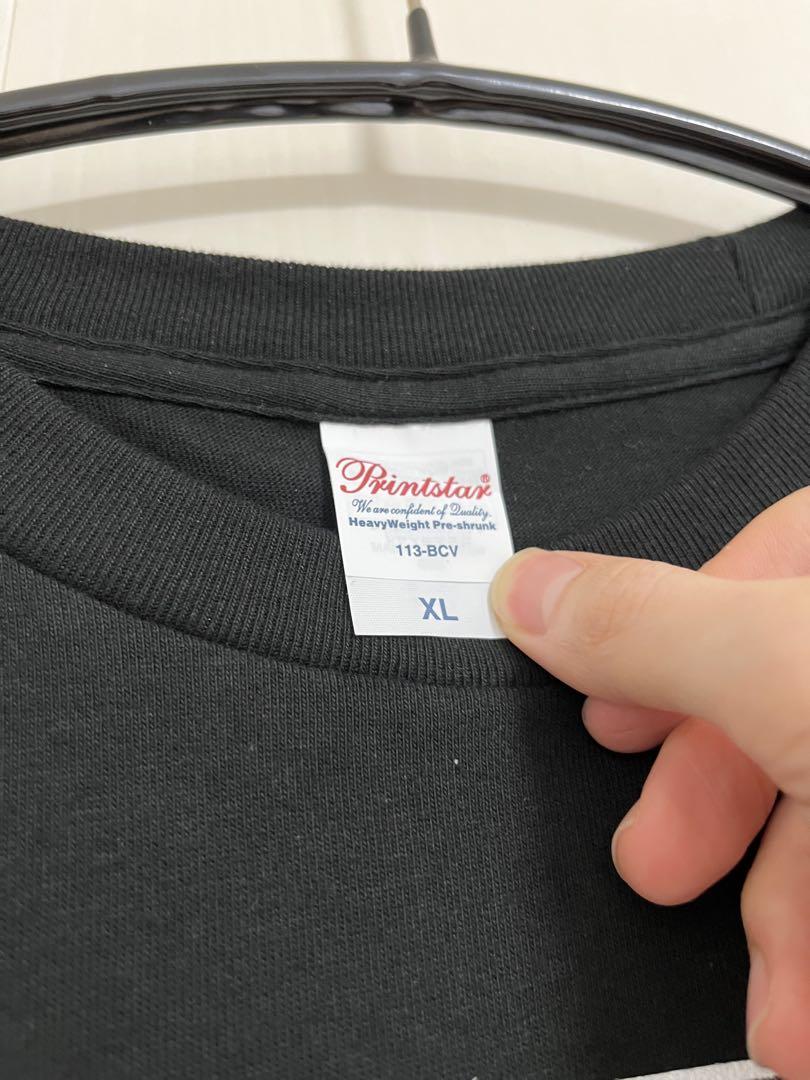 Printstar®
We are confident of Quality.
HeavyWeight Pre-shrunk
113-BCV
XL